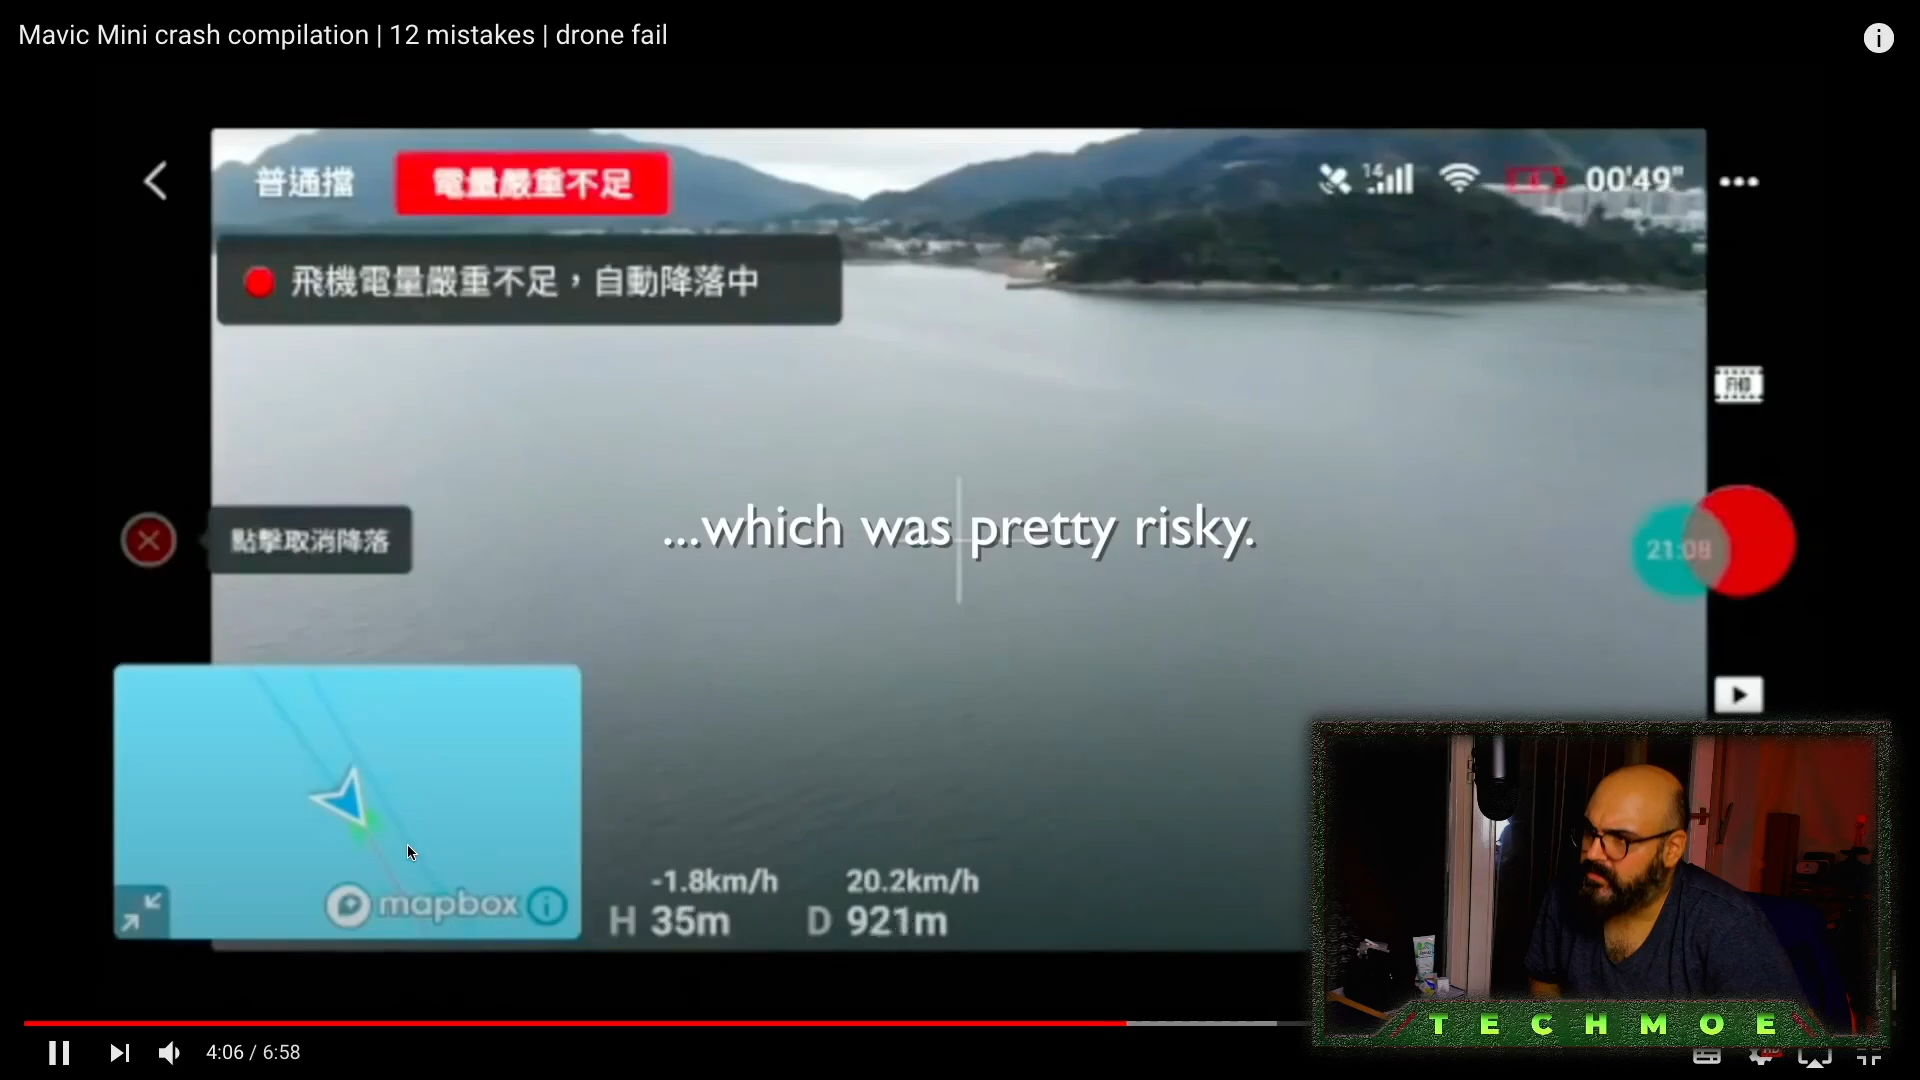 Mavic Mini crash compilation | 12 mistakes | drone fail
i
普通擋
電量嚴重不足
14
00'49"
飛機電量嚴重不足，自動降落中
FHD
...which was pretty risky.
點擊取消降落
21:08
mapbox
i
-1.8km/h
20.2km/h
H 35m
D 921m
TECHMOE
4:06 / 6:58